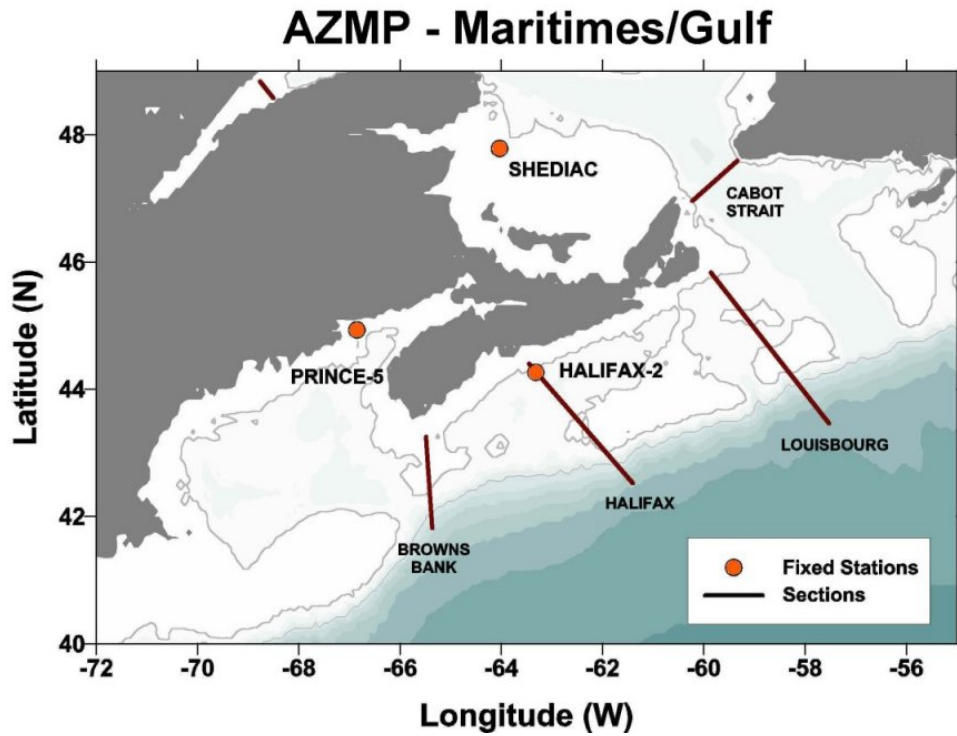 AZMP - Maritimes/Gulf
48
46
44
42
40
Latitude (N)
SHEDIAC
CABOT
STRAIT
PRINCE-5
HALIFAX-2
LOUISBOURG
HALIFAX
BROWNS
BANK
Fixed Stations
Sections
-72
-70
-68
-66
-64
-62
-60
-58
-56
Longitude (W)